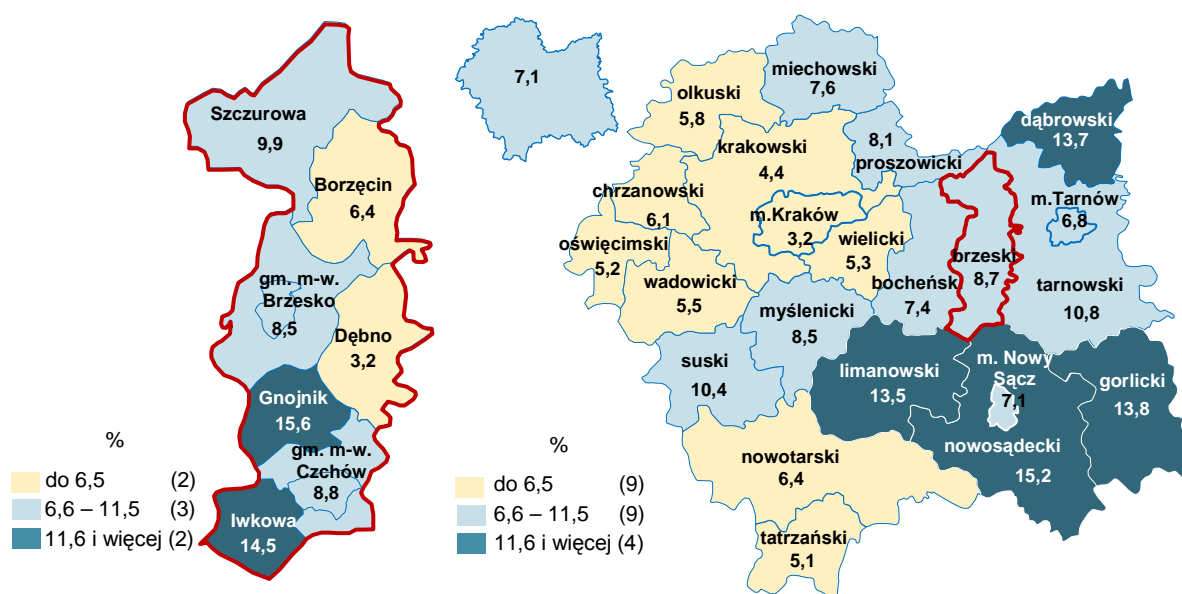 Szczurowa
9,9
Borzęcin
6,4
gm. m-w.
Brzesko
8,5
Dębno
3,2
Gnojnik
15,6
gm. m-w.
Czchów
8,8
Iwkowa
14,5
%
do 6,5 (2)
6,6 – 11,5 (3)
11,6 i więcej (2)
7,1
miechowski
7,6
olkuski
5,8
dąbrowski
13,7
krakowski
4,4
8,1
proszowicki
chrzanowski
6,1
m.Kraków
3,2
m.Tarnów
6,8
oświęcimski
5,2
wielicki
5,3
brzeski
8,7
wadowicki
5,5
bocheńsk
7,4
tarnowski
10,8
myślenicki
8,5
suski
10,4
limanowski
13,5
m. Nowy
Sącz
7,1
gorlicki
13,8
nowosądecki
15,2
nowotarski
6,4
tatrzański
5,1
%
do 6,5 (9)
6,6 – 11,5 (9)
11,6 i więcej (4)